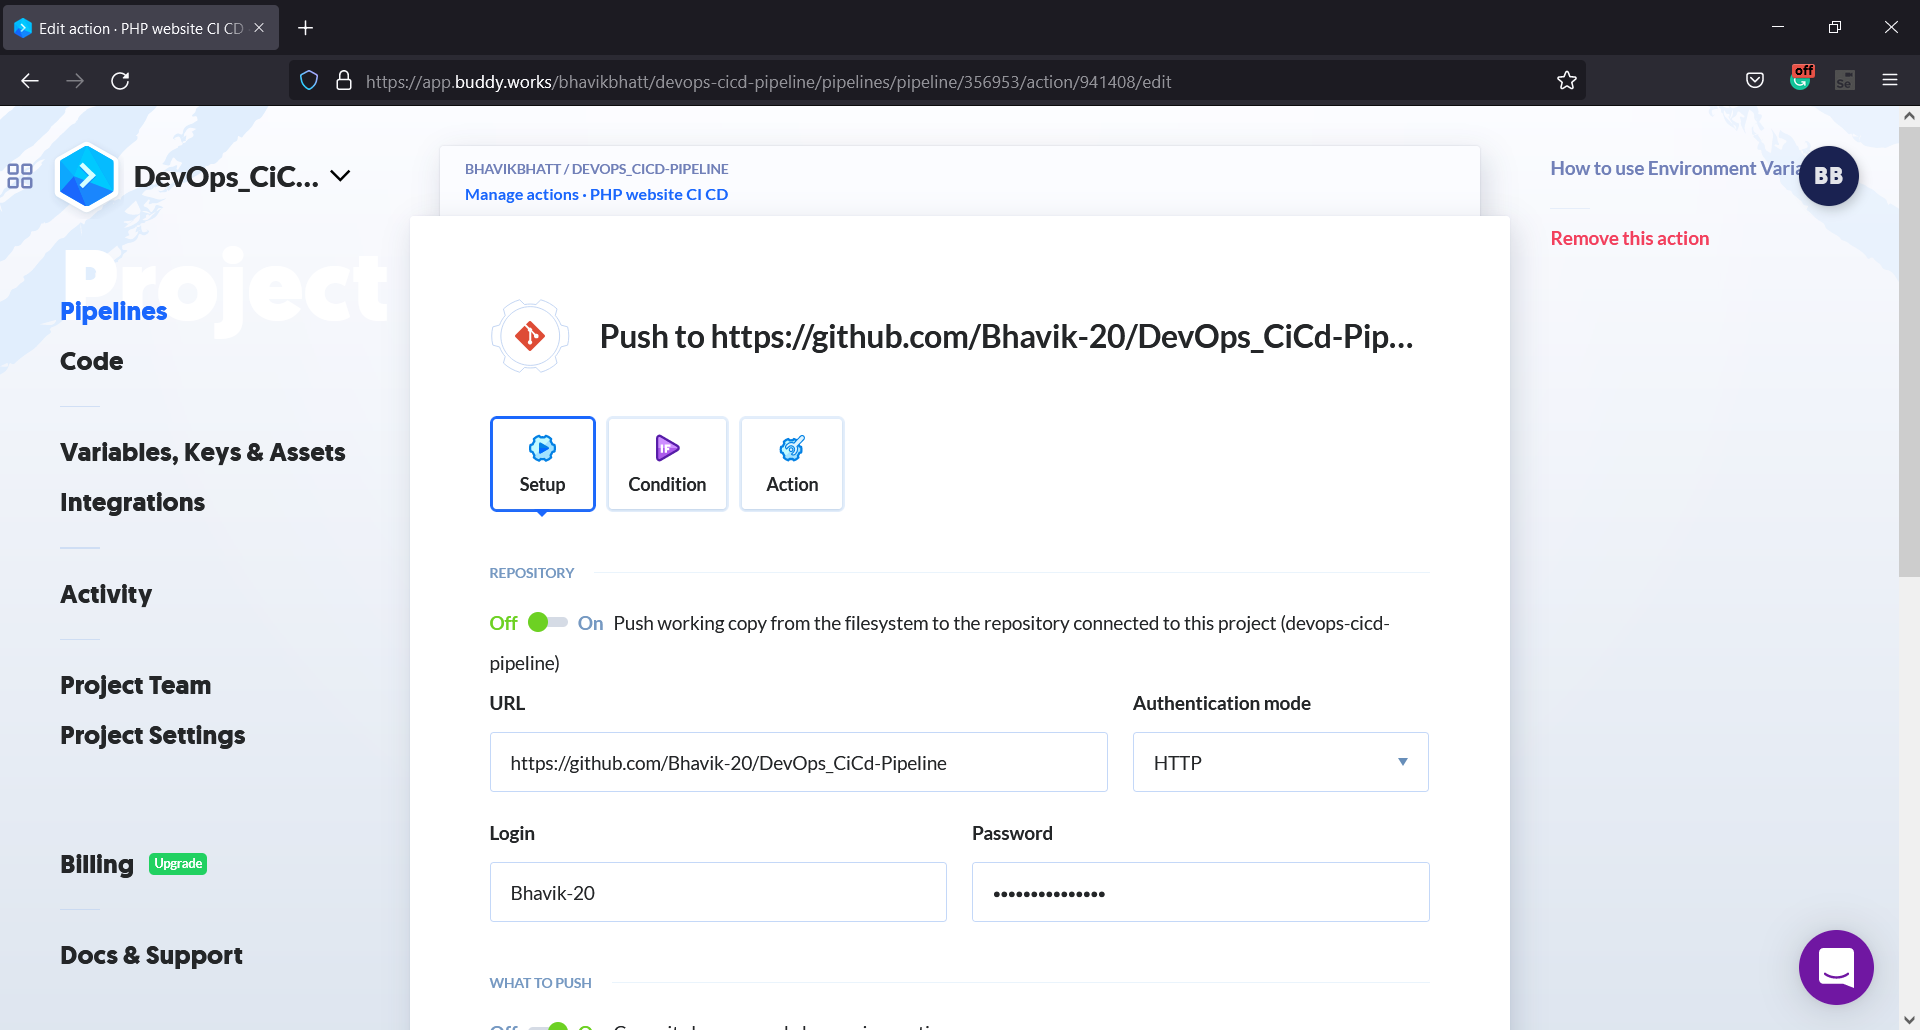 Edit action · PHP website CI CD
https://app.buddy.works/bhavikbhatt/devops-cicd-pipeline/pipelines/pipeline/356953/action/941408/edit
off
Se
DevOps_CiC...
BHAVIKBHATT / DEVOPS_CICD-PIPELINE
Manage actions · PHP website CI CD
How to use Environment Varia
BB
Remove this action
Project
Pipelines
Code
Variables, Keys & Assets
Integrations
Activity
Project Team
Project Settings
Billing Upgrade
Docs & Support
Push to https://github.com/Bhavik-20/DevOps_CiCd-Pip...
IF
Setup Condition Action
REPOSITORY
Off On Push working copy from the filesystem to the repository connected to this project (devops-cicd-
pipeline)
URL Authentication mode
https://github.com/Bhavik-20/DevOps_CiCd-Pipeline HTTP
Login Password
Bhavik-20 •••••••••••••••
WHAT TO PUSH